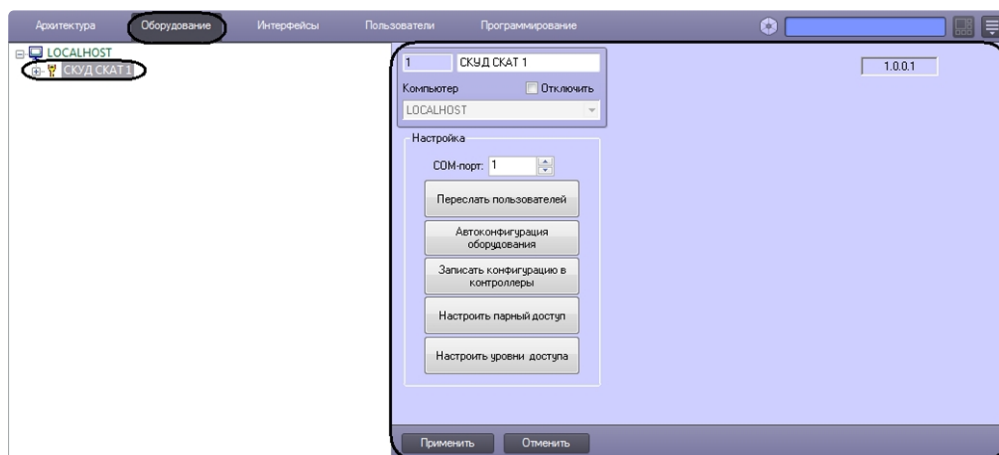 Архитектура Оборудование Интерфейсы Пользователи Программирование
LOCALHOST
СКУД СКАТ 1
1 СКУД СКАТ 1
1.0.0.1
Компьютер Отключить
LOCALHOST
Настройка
COM-порт: 1
Переслать пользователей
Автоконфигурация
оборудования
Записать конфигурацию в
контроллеры
Настроить парный доступ
Настроить уровни доступа
Применить Отменить